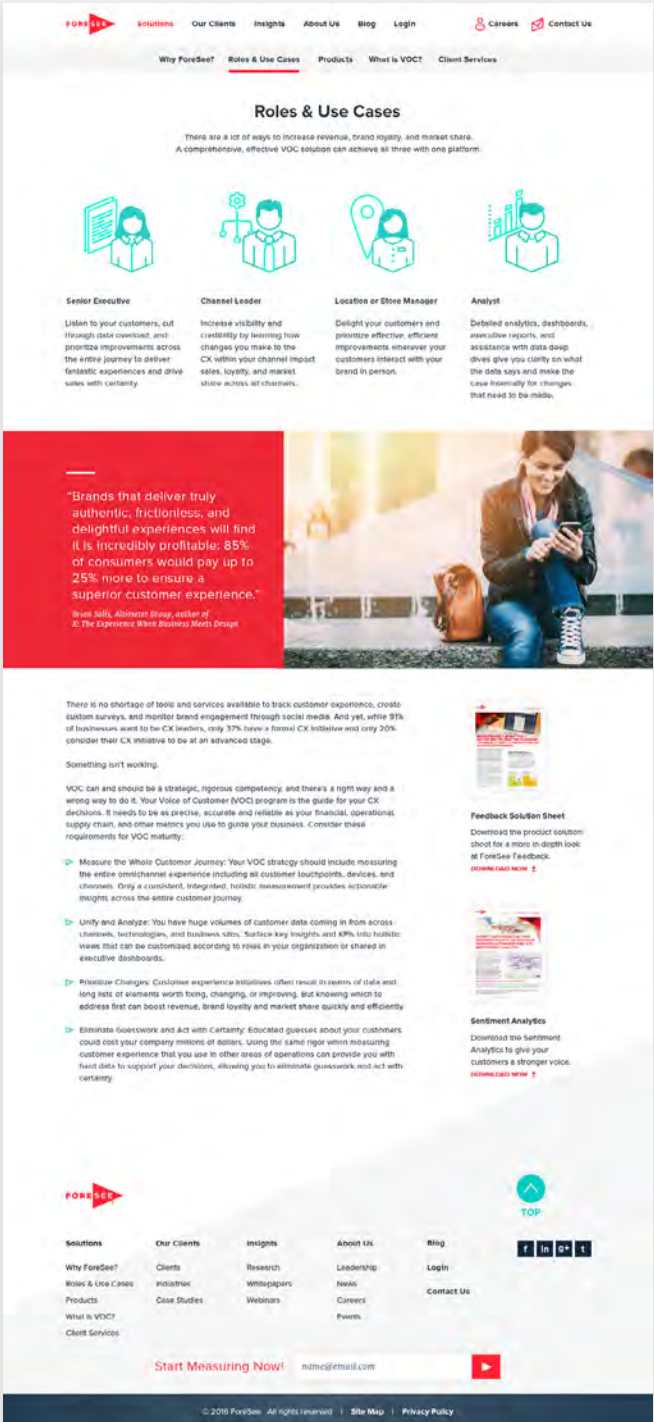 FORESEE
Solutions Our Clients Insights About Us Blog Login Careers Contact Us
Why ForeSee? Roles & Use Cases Products What is VOC? Client Services
Roles & Use Cases
There are a lot of ways to increase revenue, brand loyalty, and market share.
A comprehensive, effective VOC solution can achieve all three with one platform.
Senior Executive
Listen to your customers, cut
through data overload, and
prioritize improvements across
the entire journey to deliver
fantastic experiences and drive
sales with certainty.
Channel Leader
Increase visibility and
credibility by learning how
changes you make to the
CX within your channel impact
sales, loyalty, and market
share across all channels.
Location or Store Manager
Delight your customers and
prioritize effective, efficient
improvements wherever your
customers interact with your
brand in person.
Analyst
Detailed analytics, dashboards,
executive reports, and
assistance with data deep
dives give you clarity on what
the data says and make the
case internally for changes
that need to be made.
"Brands that deliver truly
authentic, frictionless, and
delightful experiences will find
it is incredibly profitable: 85%
of consumers would pay up to
25% more to ensure a
superior customer experience."
Brian Solis, Altimeter Group, author of
X: The Experience When Business Meets Design
There is no shortage of tools and services available to track customer experience, create
custom surveys, and monitor brand engagement through social media. And yet, while 91%
of businesses want to be CX leaders, only 37% have a formal CX initiative and only 20%
consider their CX initiative to be at an advanced stage.
Something isn't working.
VOC can and should be a strategic, rigorous competency, and there's a right way and a
wrong way to do it. Your Voice of Customer (VOC) program is the guide for your CX
decisions. It needs to be as precise, accurate and reliable as your financial, operational,
supply chain, and other metrics you use to guide your business. Consider these
requirements for VOC maturity:
Measure the Whole Customer Journey: Your VOC strategy should include measuring
the entire omnichannel experience including all customer touchpoints, devices, and
channels. Only a consistent, integrated, holistic measurement provides actionable
insights across the entire customer journey.
Unify and Analyze: You have huge volumes of customer data coming in from across
channels, technologies, and business silos. Surface key insights and KPIs into holistic
views that can be customized according to roles in your organization or shared in
executive dashboards.
Prioritize Changes: Customer experience initiatives often result in reams of data and
long lists of elements worth fixing, changing, or improving. But knowing which to
address first can boost revenue, brand loyalty and market share quickly and efficiently.
Eliminate Guesswork and Act with Certainty: Educated guesses about your customers
could cost your company millions of dollars. Using the same rigor when measuring
customer experience that you use in other areas of operations can provide you with
hard data to support your decisions, allowing you to eliminate guesswork and act with
certainty.
Feedback Solution Sheet
Download the product solution
sheet for a more in depth look
at ForeSee Feedback.
DOWNLOAD NOW
Sentiment Analytics
Download the Sentiment
Analytics to give your
customers a stronger voice.
DOWNLOAD NOW
FORESEE
TOP
Solutions
Why ForeSee?
Roles & Use Cases
Products
What is VOC?
Client Services
Our Clients
Clients
Industries
Case Studies
Insights
Research
Whitepapers
Webinars
About Us
Leadership
News
Careers
Events
Blog
Login
Contact Us
f in g+ t
Start Measuring Now! name@email.com
© 2016 ForeSee All rights reserved | Site Map | Privacy Policy